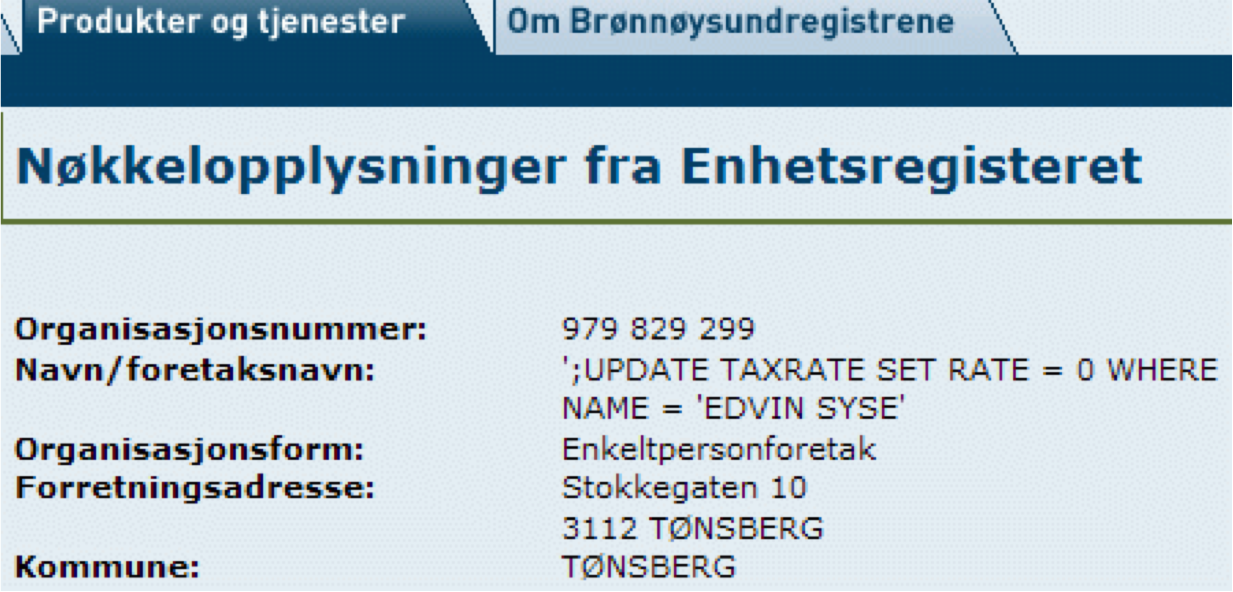 Produkter og tjenester
Om Brønnøysundregistrene
Nøkkelopplysninger fra Enhetsregisteret
Organisasjonsnummer: 979 829 299
Navn/foretaksnavn: ';UPDATE TAXRATE SET RATE = 0 WHERE
NAME = 'EDVIN SYSE'
Organisasjonsform: Enkeltpersonforetak
Forretningsadresse: Stokkegaten 10
3112 TØNSBERG
Kommune: TØNSBERG